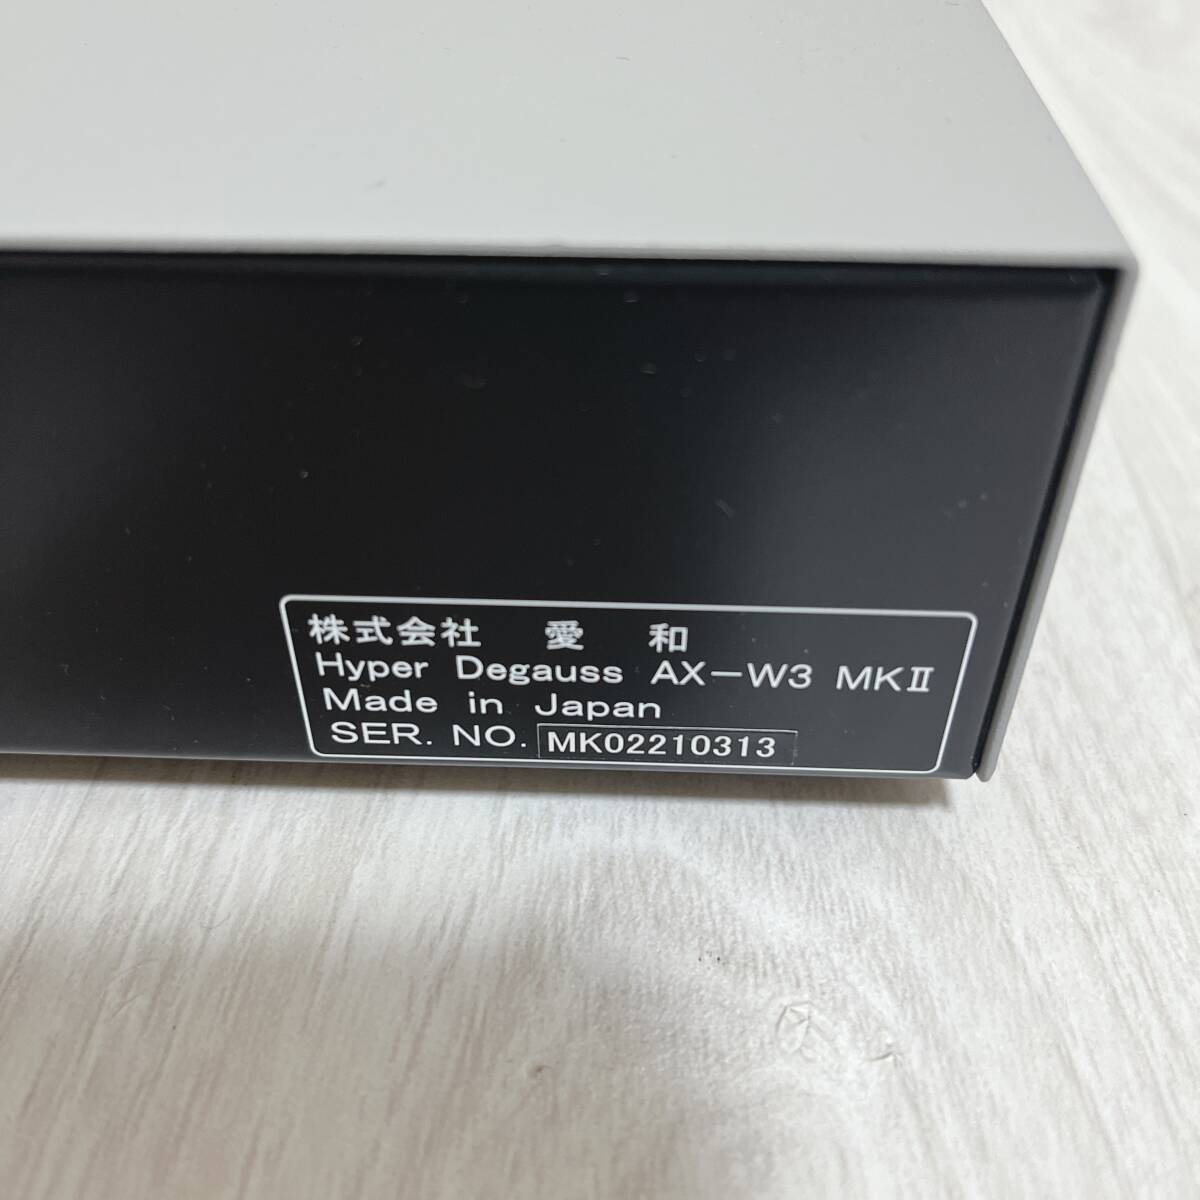 株式会社 愛 和
Hyper Degauss AX-W3 MKⅡ
Made in Japan
SER. NO. MK02210313